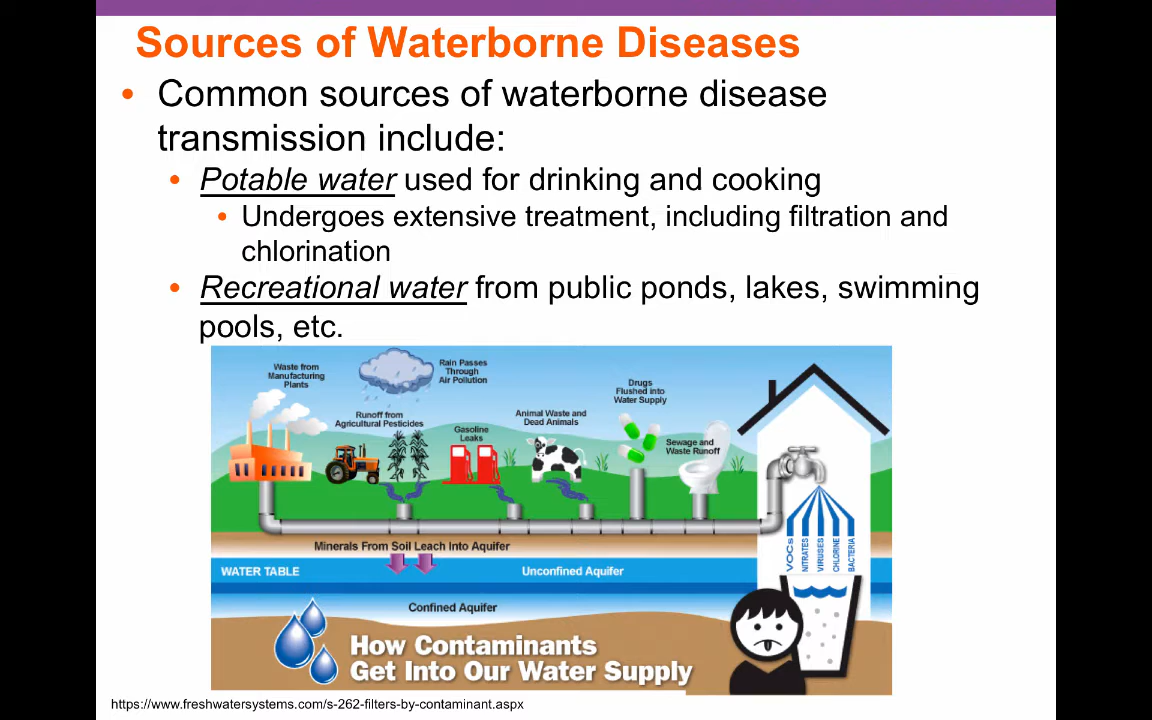 Sources of Waterborne Diseases
• Common sources of waterborne disease
transmission include:
• Potable water used for drinking and cooking
• Undergoes extensive treatment, including filtration and
chlorination
• Recreational water from public ponds, lakes, swimming
pools, etc.
Waste from
Manufacturing
Plants
Rain Passes
Through
Air Pollution
Runoff from
Agricultural Pesticides
Gasoline
Leaks
Animal Waste and
Dead Animals
Drugs
Flushed into
Water Supply
Sewage and
Waste Runoff
VOCs
NITRATES
VIRUSES
CHLORINE
BACTERIA
Minerals From Soil Leach Into Aquifer
WATER TABLE
Unconfined Aquifer
Confined Aquifer
How Contaminants
Get Into Our Water Supply
https://www.freshwatersystems.com/s-262-filters-by-contaminant.aspx